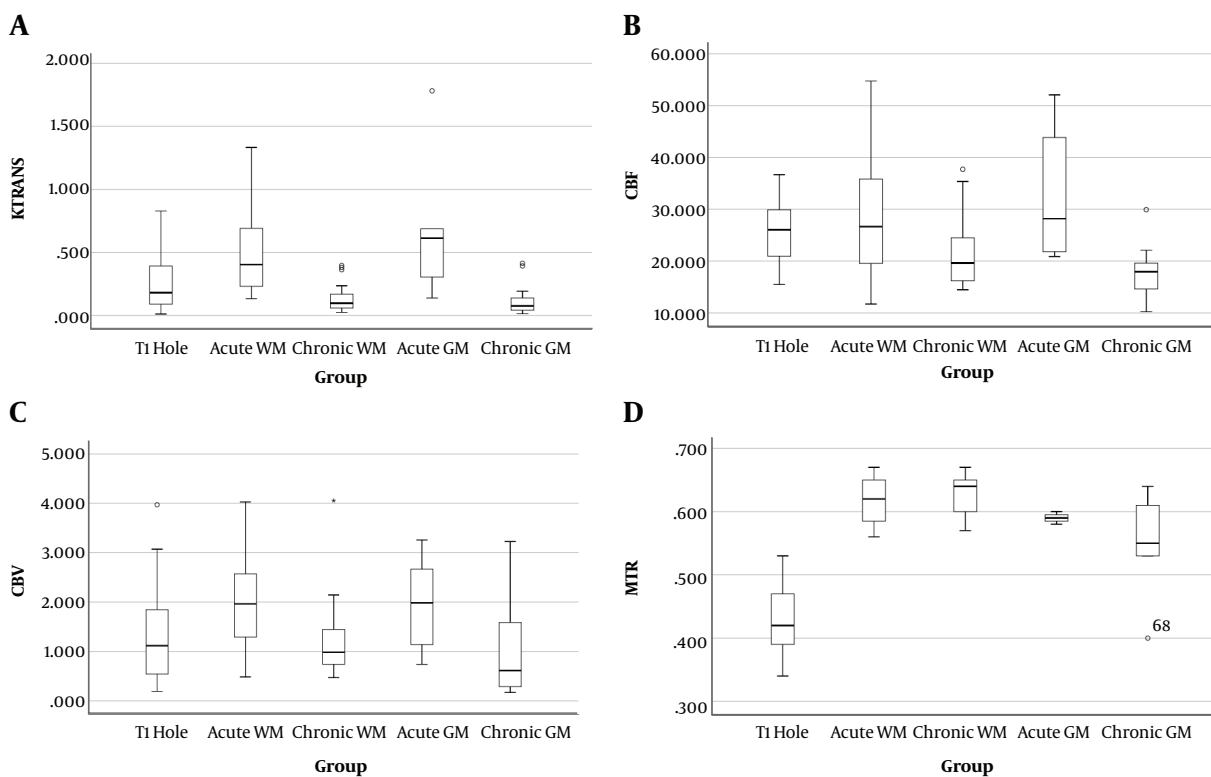 A
2.000
1.500
1.000
.500
.000
KTRANS
T1 Hole Acute WM Chronic WM Acute GM Chronic GM
Group
B
60.000
50.000
40.000
30.000
20.000
10.000
CBF
T1 Hole Acute WM Chronic WM Acute GM Chronic GM
Group
C
5.000
4.000
3.000
2.000
1.000
.000
CBV
T1 Hole Acute WM Chronic WM Acute GM Chronic GM
Group
D
.700
.600
.500
.400
.300
MTR
68
T1 Hole Acute WM Chronic WM Acute GM Chronic GM
Group